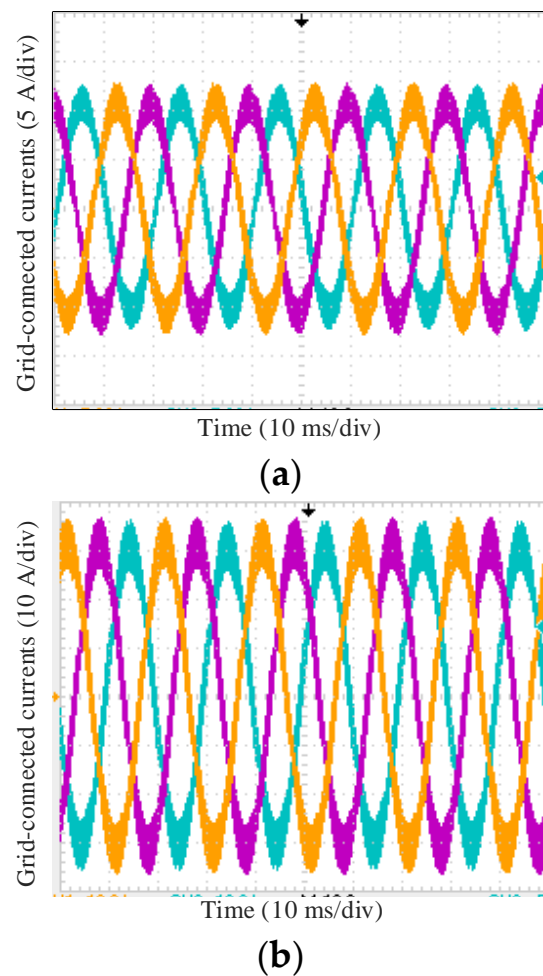 Grid-connected currents (5 A/div)
Time (10 ms/div)
(a)
Grid-connected currents (10 A/div)
Time (10 ms/div)
(b)